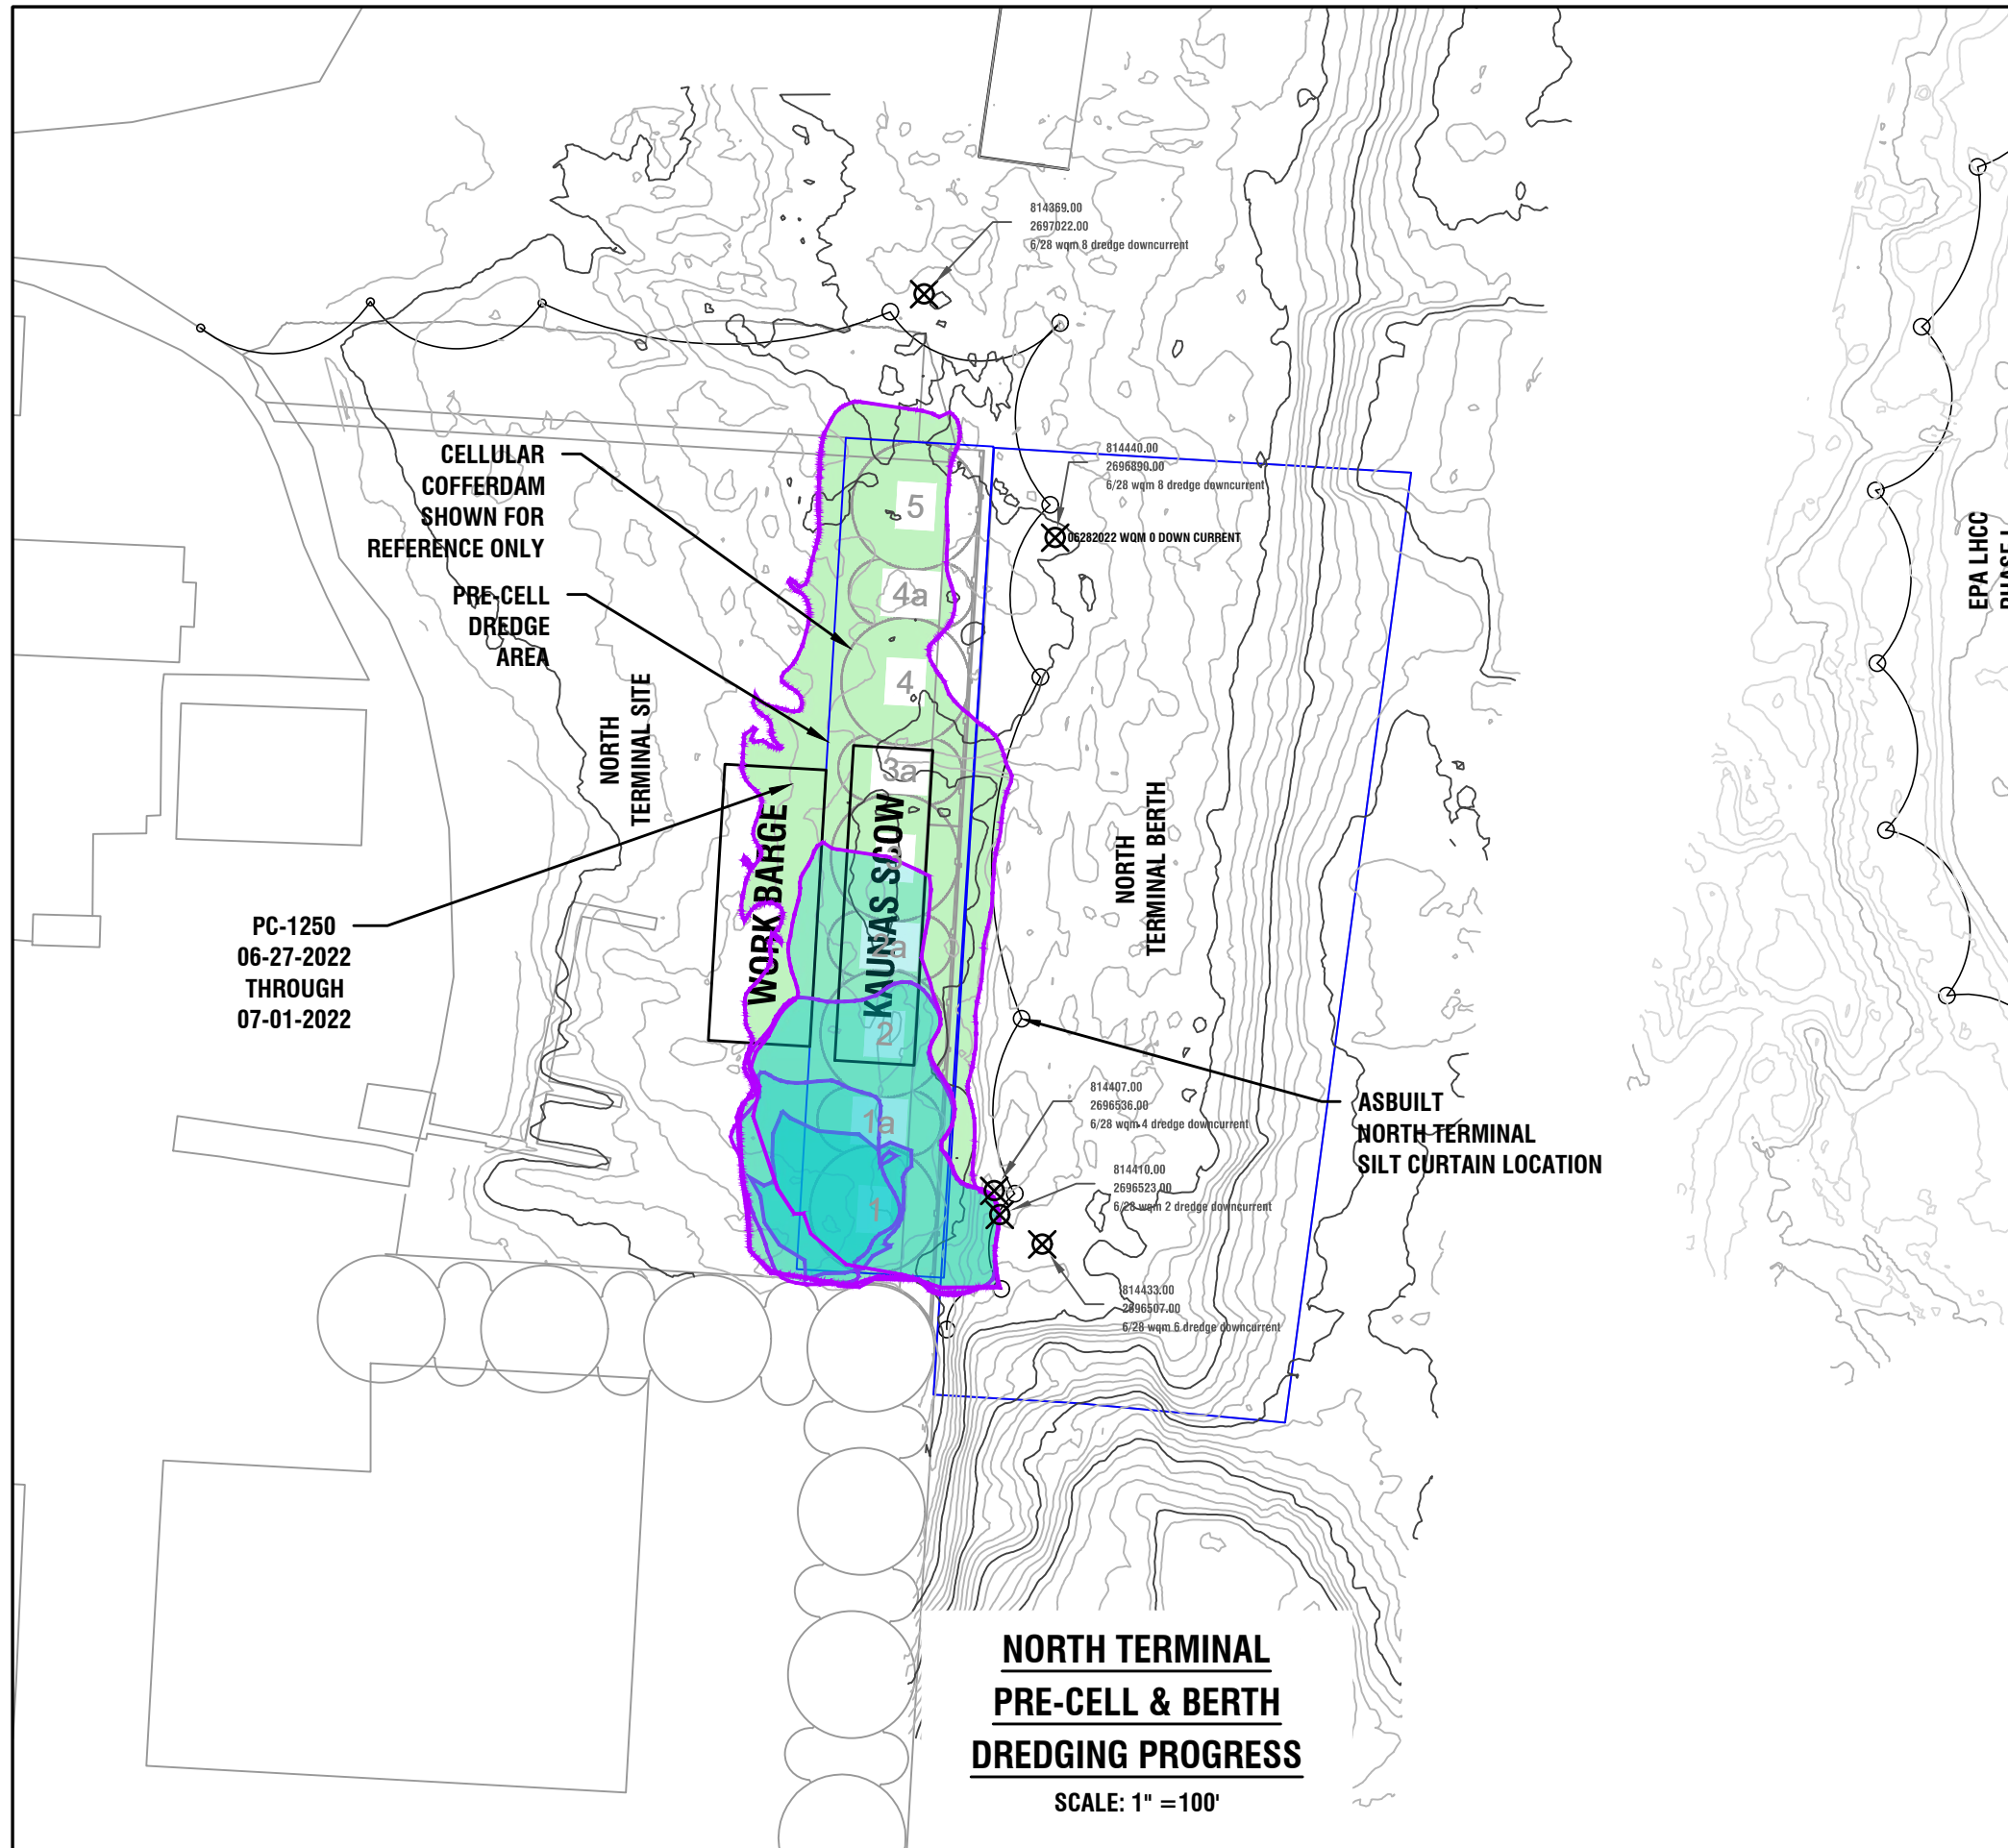 814369.00
2697022.00
6/28 wqm 8 dredge downcurrent
CELLULAR
COFFERDAM
SHOWN FOR
REFERENCE ONLY
814440.00
2696890.00
6/28 wqm 8 dredge downcurrent
06282022 WQM 0 DOWN CURRENT
5
4a
4
3a
2a
2
1a
1
PRE-CELL
DREDGE
AREA
NORTH
TERMINAL SITE
EPA LHCC
WORK BARGE
KAUNAS SCOW
NORTH
TERMINAL BERTH
PC-1250
06-27-2022
THROUGH
07-01-2022
814407.00
2696536.00
6/28 wqm 4 dredge downcurrent
ASBUILT
NORTH TERMINAL
SILT CURTAIN LOCATION
814410.00
2696523.00
6/28 wqm 2 dredge downcurrent
814433.00
2696507.00
6/28 wqm 6 dredge downcurrent
NORTH TERMINAL
PRE-CELL & BERTH
DREDGING PROGRESS
SCALE: 1" =100'